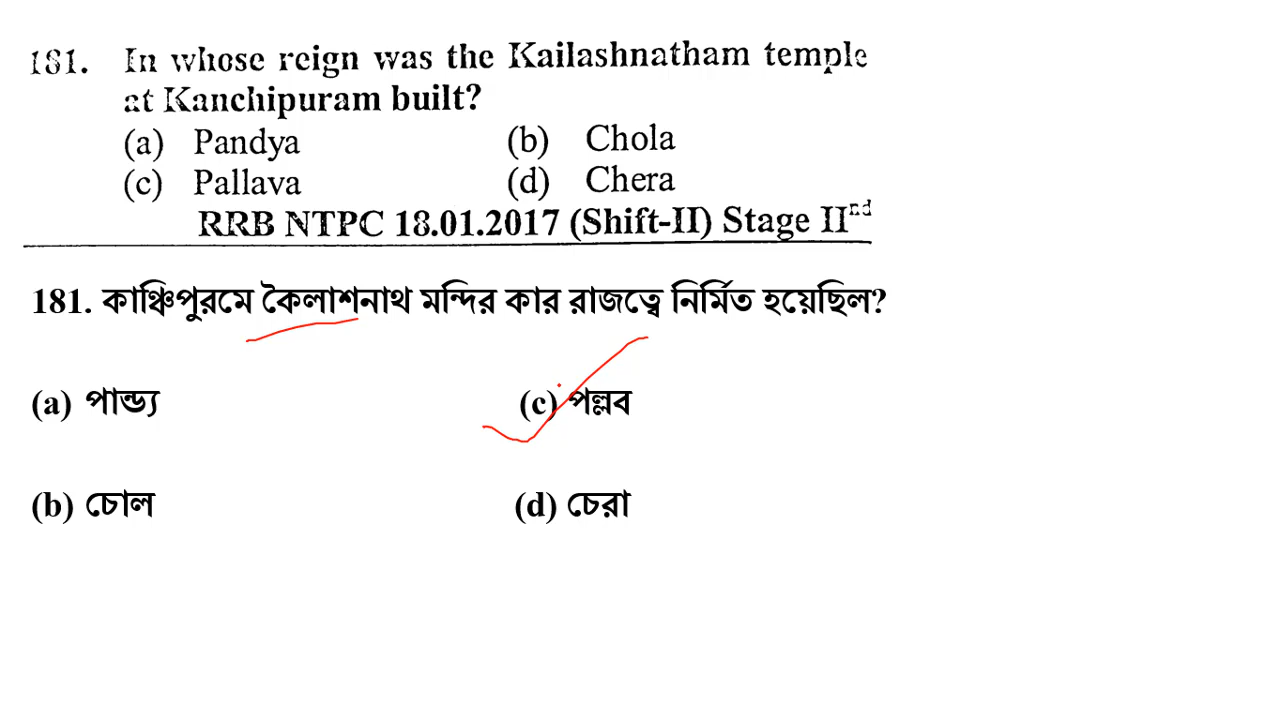 181. In whose reign was the Kailashnatham temple
at Kanchipuram built?
(a) Pandya (b) Chola
(c) Pallava (d) Chera
RRB NTPC 18.01.2017 (Shift-II) Stage IInd
181. কাঞ্চিপুরমে কৈলাশনাথ মন্দির কার রাজত্বে নির্মিত হয়েছিল?
(a) পান্ড্য (c) পল্লব
(b) চোল (d) চেরা